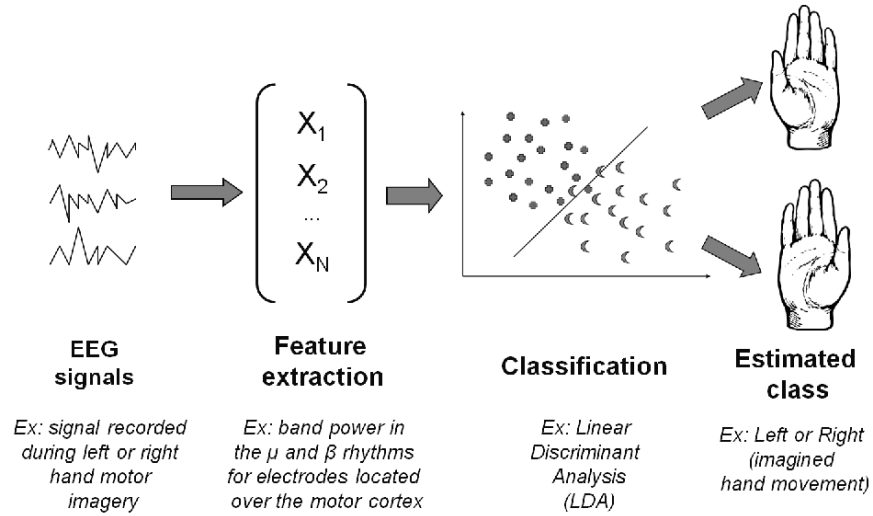 X1
X2
...
XN
EEG
signals
Feature
extraction
Classification
Estimated
class
Ex: signal recorded
during left or right
hand motor
imagery
Ex: band power in
the μ and β rhythms
for electrodes located
over the motor cortex
Ex: Linear
Discriminant
Analysis
(LDA)
Ex: Left or Right
(imagined
hand movement)